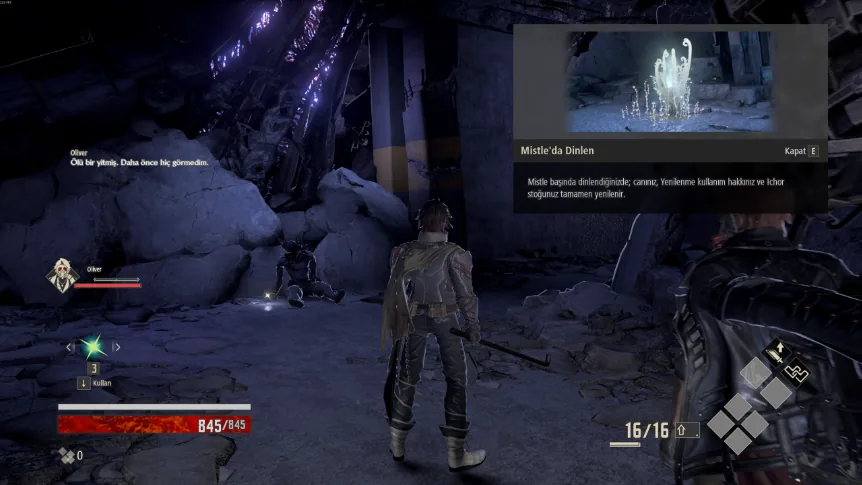 Oliver
Ölü bir yitmiş. Daha önce hiç görmedim.
Mistle'da Dinlen
Kapat E
Mistle başında dinlendiğinizde; canınız, Yenilenme kullanım hakkınız ve Ichor
stoğunuz tamamen yenilenir.
Oliver
3
↓ Kullan
845/845
0
16/16